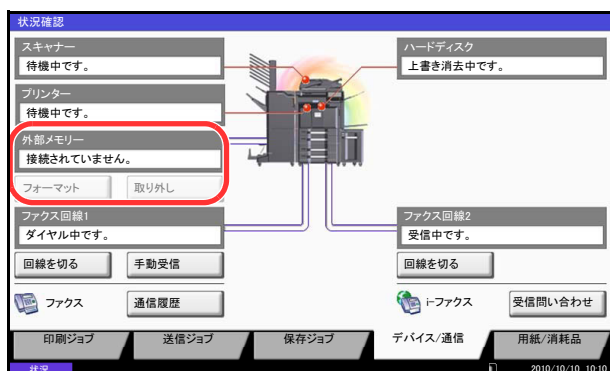 状況確認
スキャナー
待機中です。
ハードディスク
上書き消去中です。
プリンター
待機中です。
外部メモリー
接続されていません。
フォーマット
取り外し
ファクス回線1
ダイヤル中です。
ファクス回線2
受信中です。
回線を切る
手動受信
回線を切る
ファクス
通信履歴
i-ファクス
受信問い合わせ
印刷ジョブ
送信ジョブ
保存ジョブ
デバイス/通信
用紙/消耗品
状況
2010/10/10 10:10